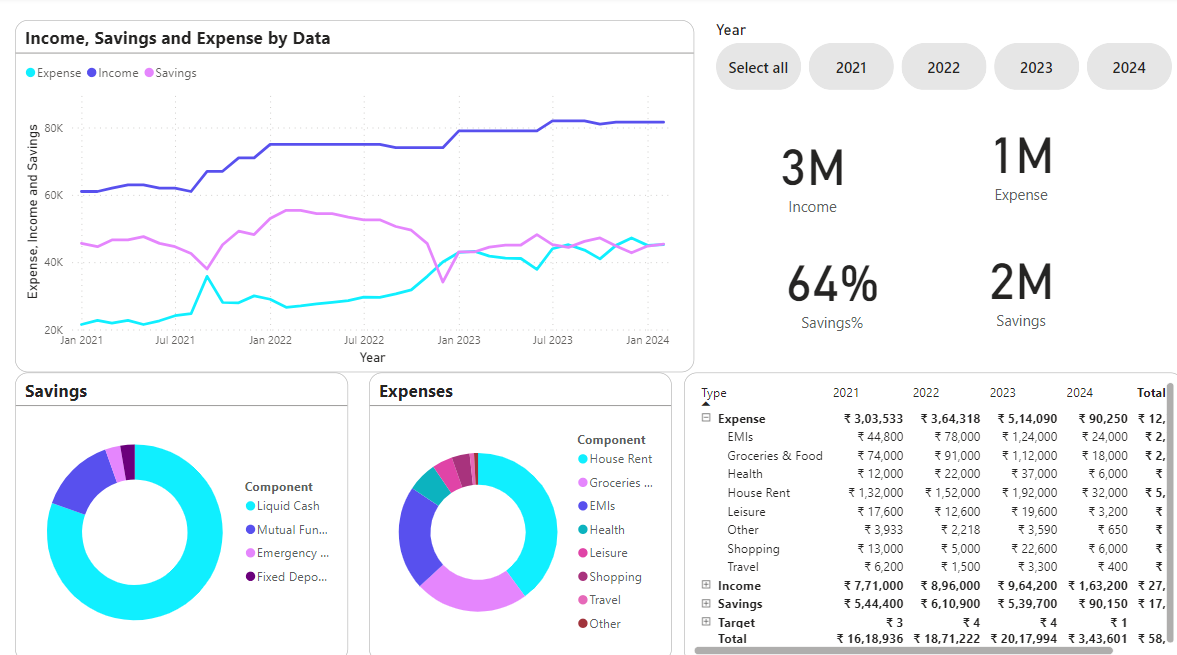 Income, Savings and Expense by Data
Expense Income Savings
Expense, Income and Savings
80K
60K
40K
20K
Jan 2021 Jul 2021 Jan 2022 Jul 2022 Jan 2023 Jul 2023 Jan 2024
Year
Year
Select all 2021 2022 2023 2024
3M
Income
1M
Expense
64%
Savings%
2M
Savings
Savings
Component
Liquid Cash
Mutual Fun...
Emergency ...
Fixed Depo...
Expenses
Component
House Rent
Groceries ...
EMIs
Health
Leisure
Shopping
Travel
Other
Type 2021 2022 2023 2024 Total
Expense ₹ 3,03,533 ₹ 3,64,318 ₹ 5,14,090 ₹ 90,250 ₹ 12,
EMIs ₹ 44,800 ₹ 78,000 ₹ 1,24,000 ₹ 24,000 ₹ 2,
Groceries & Food ₹ 74,000 ₹ 91,000 ₹ 1,12,000 ₹ 18,000 ₹ 2,
Health ₹ 12,000 ₹ 22,000 ₹ 37,000 ₹ 6,000 ₹
House Rent ₹ 1,32,000 ₹ 1,52,000 ₹ 1,92,000 ₹ 32,000 ₹ 5,
Leisure ₹ 17,600 ₹ 12,600 ₹ 19,600 ₹ 3,200 ₹
Other ₹ 3,933 ₹ 2,218 ₹ 3,590 ₹ 650 ₹
Shopping ₹ 13,000 ₹ 5,000 ₹ 22,600 ₹ 6,000 ₹
Travel ₹ 6,200 ₹ 1,500 ₹ 3,300 ₹ 400 ₹
Income ₹ 7,71,000 ₹ 8,96,000 ₹ 9,64,200 ₹ 1,63,200 ₹ 27,
Savings ₹ 5,44,400 ₹ 6,10,900 ₹ 5,39,700 ₹ 90,150 ₹ 17,
Target ₹ 3 ₹ 4 ₹ 4 ₹ 1
Total ₹ 16,18,936 ₹ 18,71,222 ₹ 20,17,994 ₹ 3,43,601 ₹ 58,